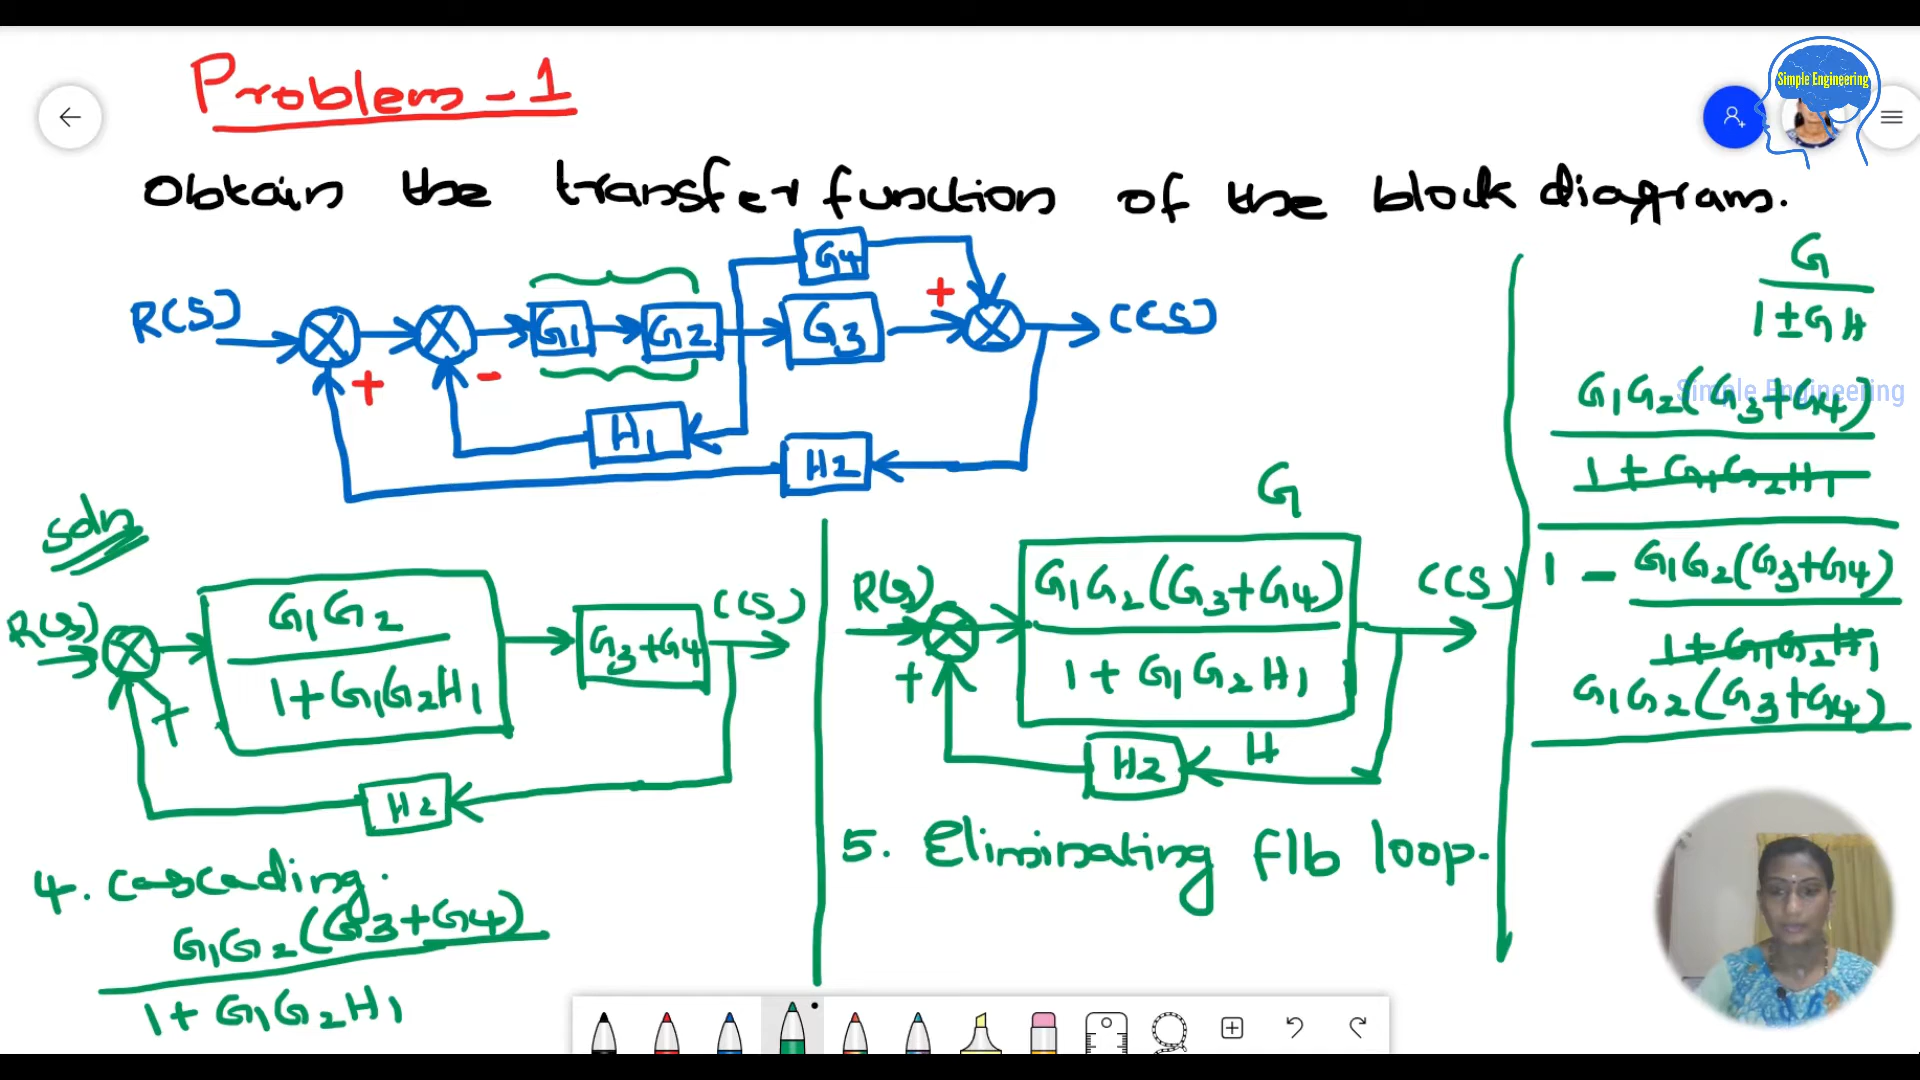 Problem - 1
Simple Engineering
Obtain the transfer function of the block diagram.
G
1 ± GH
R(S)
G4
G1
G2
G3
+
C(S)
+
-
H1
H2
Simple Engineering
G1G2(G3+G4)
1 + G1G2H1
1 - G1G2(G3+G4)
1 + G1G2H1
G1G2(G3+G4)
Soln
R(S)
G1G2
1+G1G2H1
G3+G4
C(S)
+
H2
4. Cascading.
G1G2(G3+G4)
1 + G1G2H1
G
R(S)
G1G2(G3+G4)
1 + G1G2H1
C(S)
+
H2
H
5. Eliminating f/b loop.